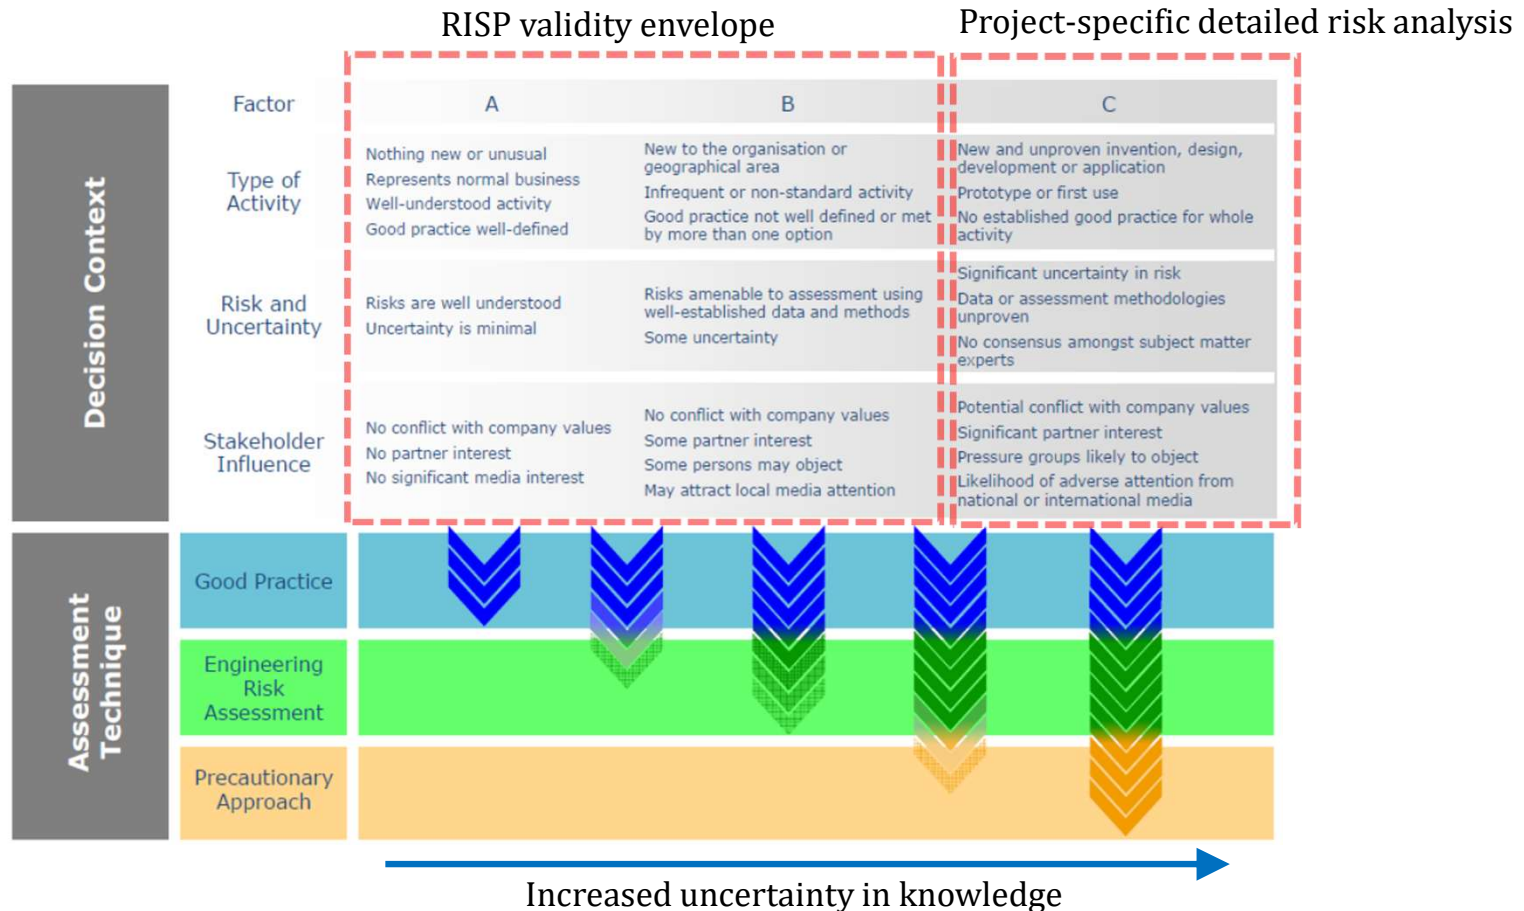 RISP validity envelope
Project-specific detailed risk analysis
Decision Context
Factor
A
B
C
Type of
Activity
Nothing new or unusual
Represents normal business
Well-understood activity
Good practice well-defined
New to the organisation or
geographical area
Infrequent or non-standard activity
Good practice not well defined or met
by more than one option
New and unproven invention, design,
development or application
Prototype or first use
No established good practice for whole
activity
Risk and
Uncertainty
Risks are well understood
Uncertainty is minimal
Risks amenable to assessment using
well-established data and methods
Some uncertainty
Significant uncertainty in risk
Data or assessment methodologies
unproven
No consensus amongst subject matter
experts
Stakeholder
Influence
No conflict with company values
No partner interest
No significant media interest
No conflict with company values
Some partner interest
Some persons may object
May attract local media attention
Potential conflict with company values
Significant partner interest
Pressure groups likely to object
Likelihood of adverse attention from
national or international media
Assessment
Technique
Good Practice
Engineering
Risk
Assessment
Precautionary
Approach
Increased uncertainty in knowledge